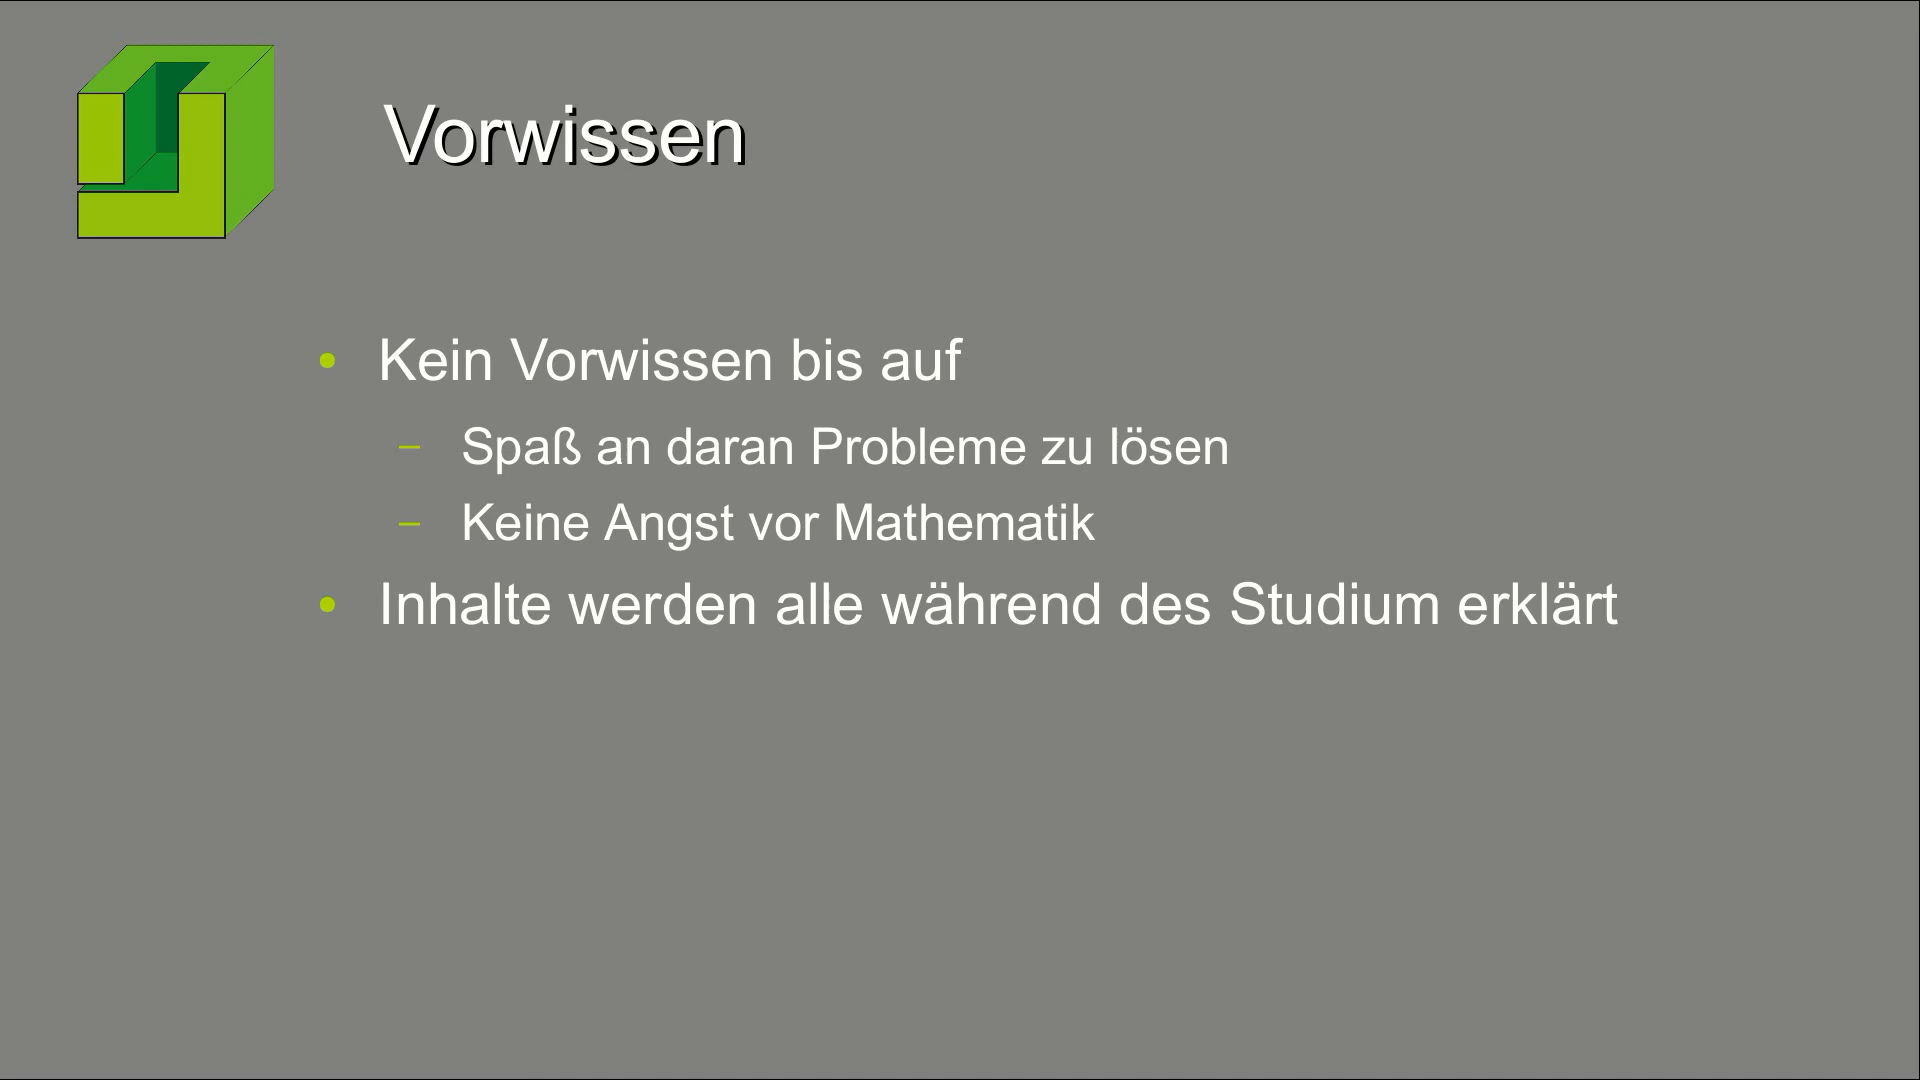 Vorwissen
• Kein Vorwissen bis auf
– Spaß an daran Probleme zu lösen
– Keine Angst vor Mathematik
• Inhalte werden alle während des Studium erklärt